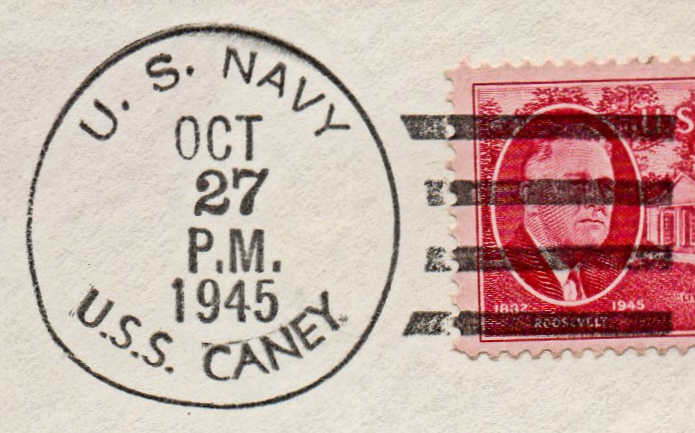 U. S. NAVY
OCT
27
P.M.
1945
U.S.S. CANEY
U S
1882 1945
ROOSEVELT